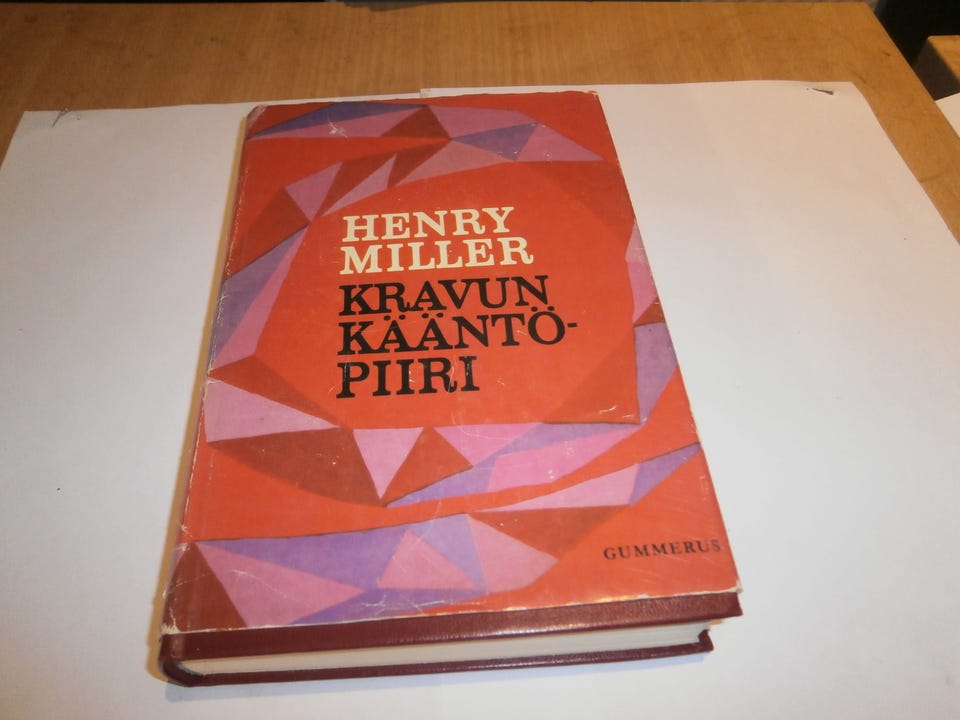 HENRY
MILLER
KRAVUN
KÄÄNTÖ-
PIIRI
GUMMERUS